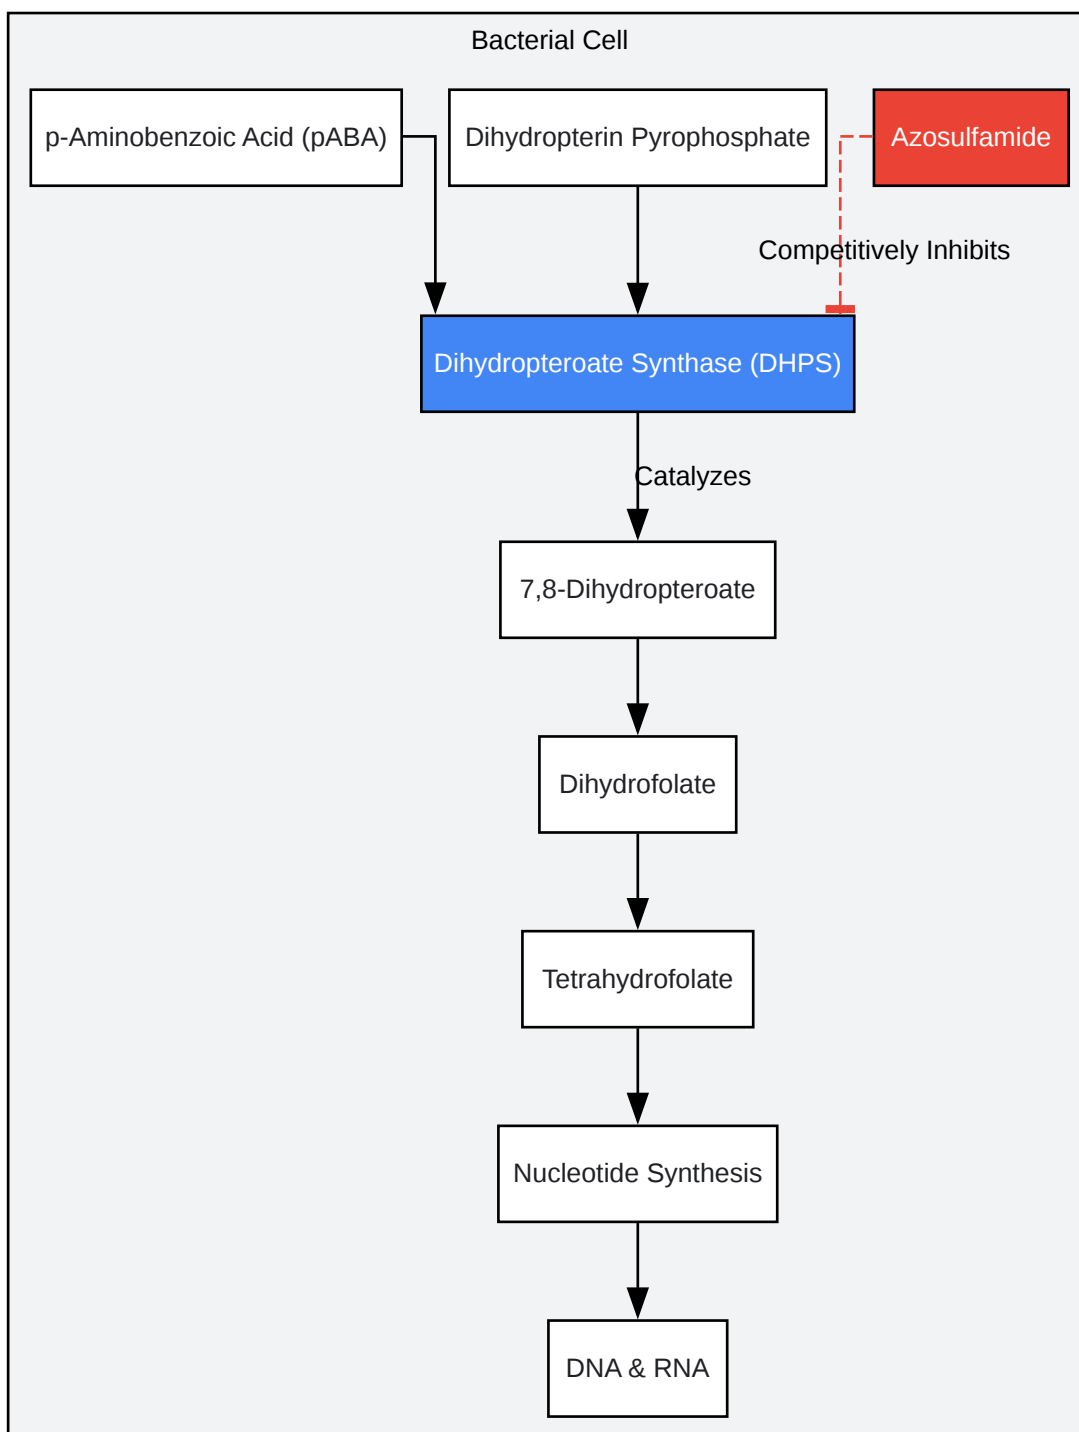 Bacterial Cell
p-Aminobenzoic Acid (pABA)
Dihydropterin Pyrophosphate
Azosulfamide
Competitively Inhibits
Dihydropteroate Synthase (DHPS)
Catalyzes
7,8-Dihydropteroate
Dihydrofolate
Tetrahydrofolate
Nucleotide Synthesis
DNA & RNA